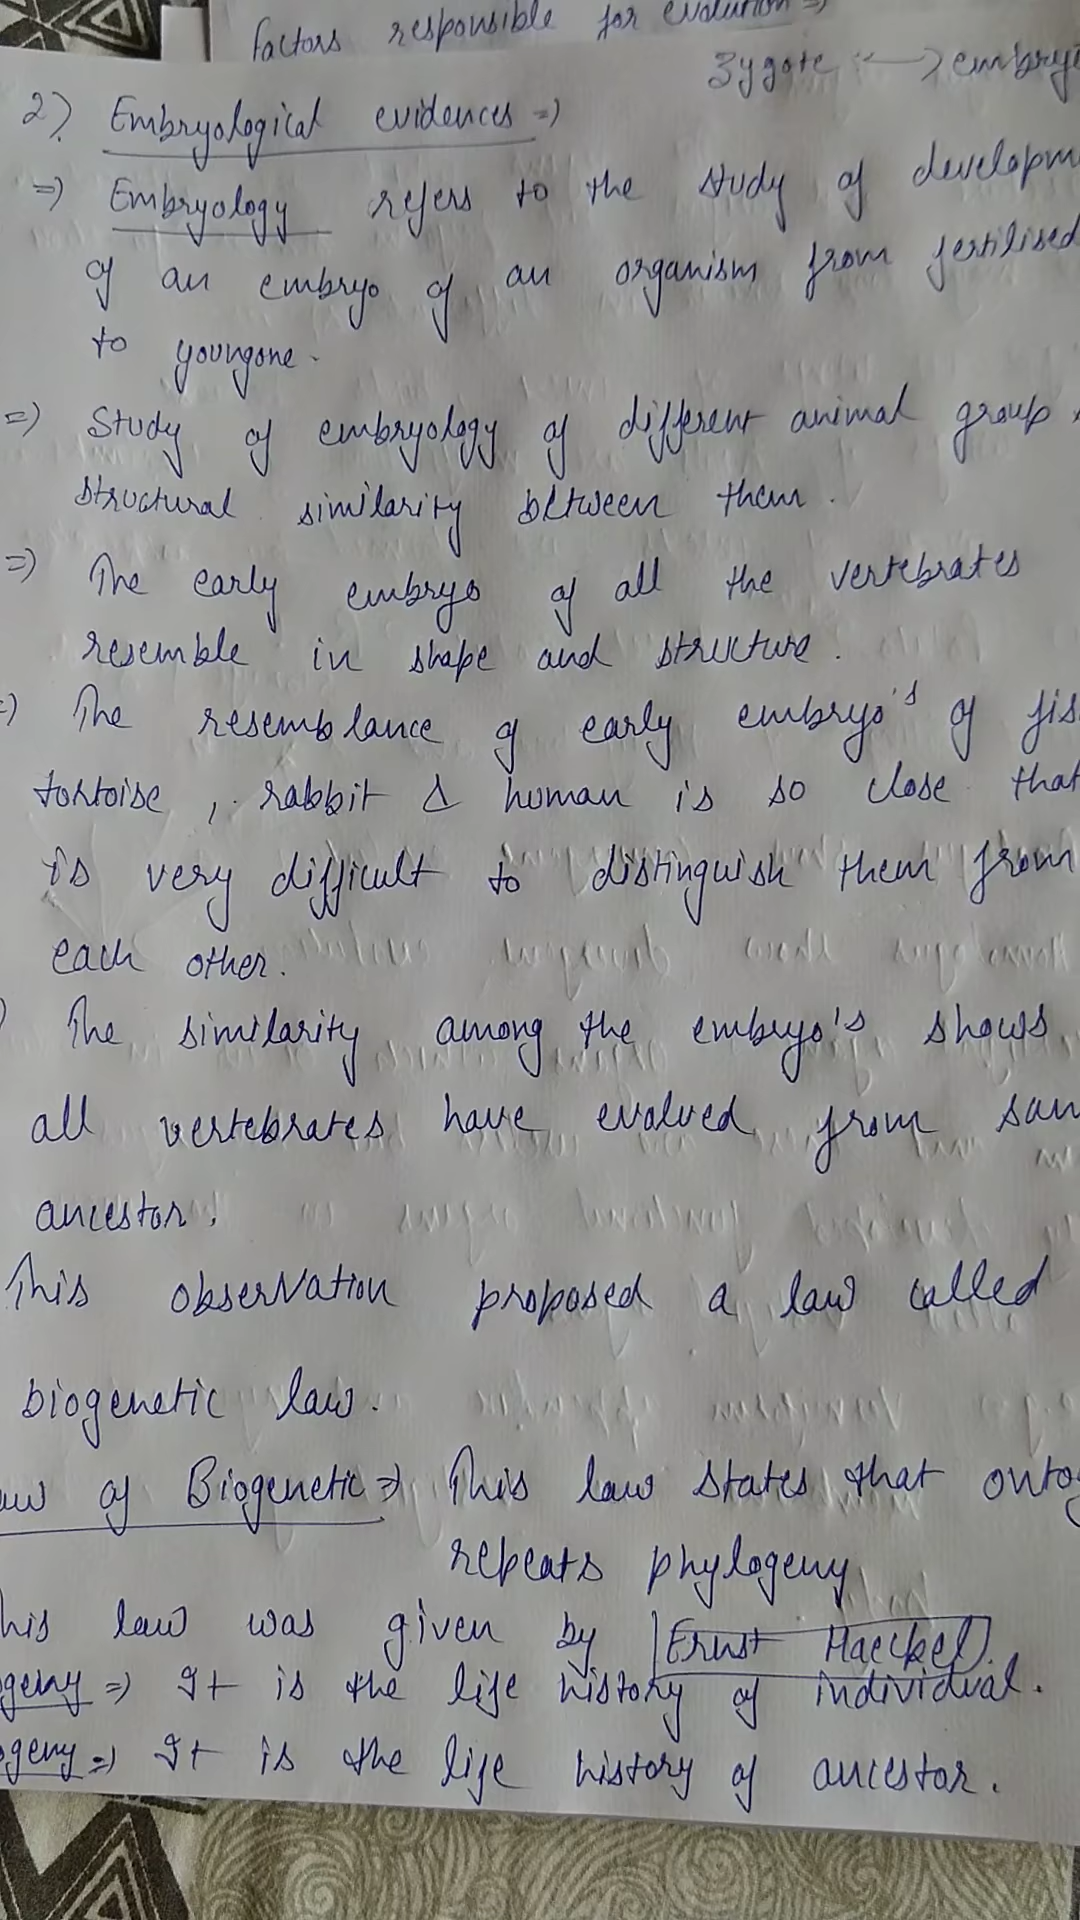 factors responsible for evolution =>
zygote --> embryo
2) Embryological evidences =>
=> Embryology refers to the study of developm
of an embryo of an organism from fertilised
to youngone.
=> Study of embryology of different animal group
structural similarity between them.
=> The early embryo of all the vertebrates
resemble in shape and structure.
=> The resemblance of early embryo's of fis
tortoise, rabbit & human is so close that
is very difficult to distinguish them from
each other.
The similarity among the embryo's shows
all vertebrates have evolved from sam
ancestor.
This observation proposed a law called
biogenetic law.
aw of Biogenetic => This law states that ontog
repeats phylogeny
his law was given by Ernst Haeckel.
geny => It is the life history of individual.
ogeny => It is the life history of ancestor.